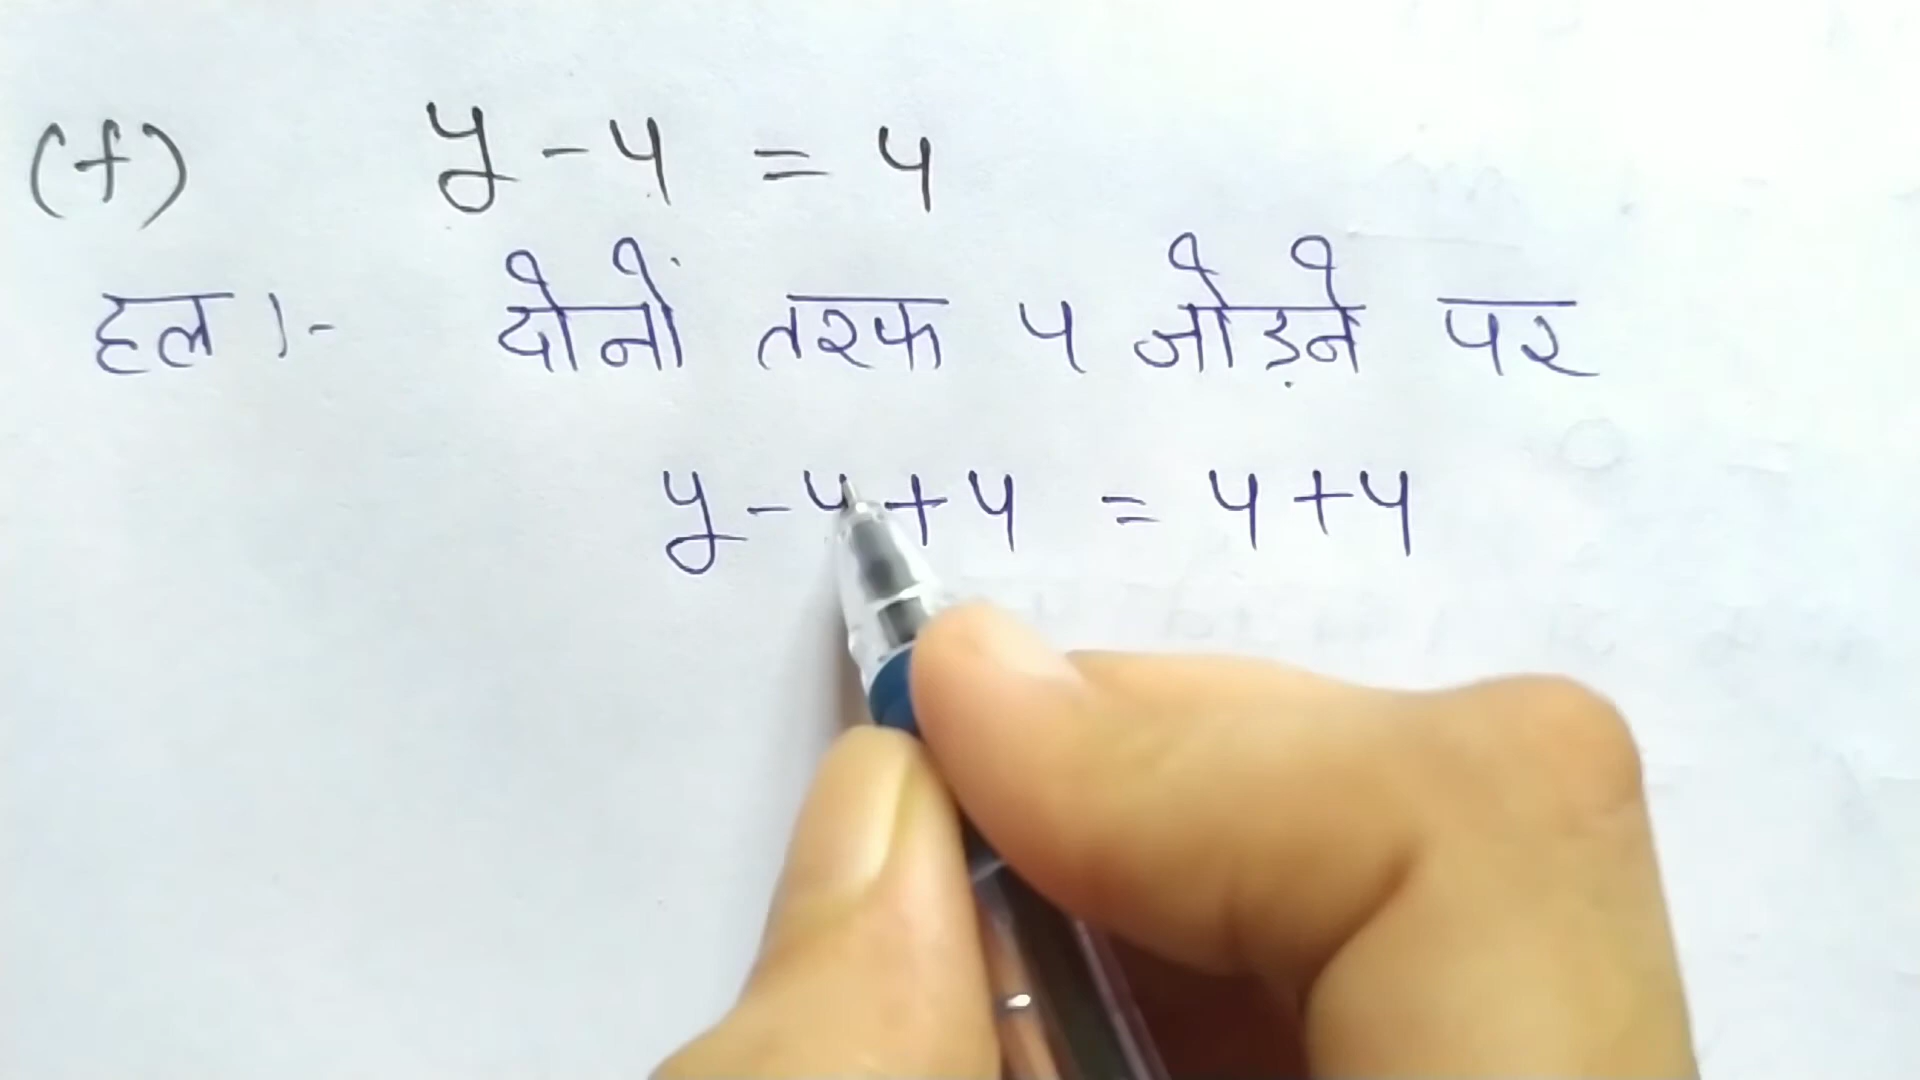 (f) y - 4 = 4
हल :- दोनों तरफ 4 जोड़ने पर
y - 4 + 4 = 4 + 4